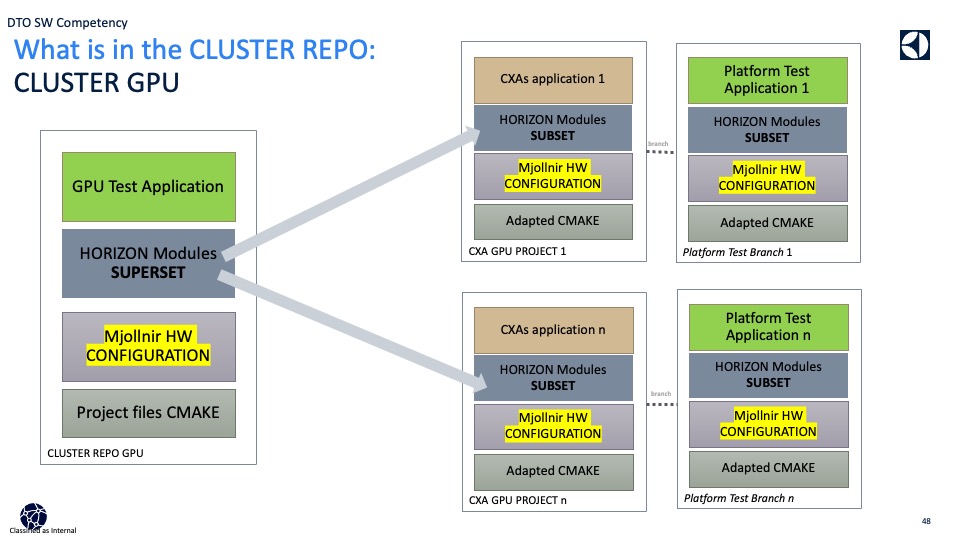 DTO SW Competency
What is in the CLUSTER REPO:
CLUSTER GPU
GPU Test Application
HORIZON Modules
SUPERSET
Mjollnir HW
CONFIGURATION
Project files CMAKE
CLUSTER REPO GPU
CXAs application 1
HORIZON Modules
SUBSET
Mjollnir HW
CONFIGURATION
Adapted CMAKE
CXA GPU PROJECT 1
branch
Platform Test
Application 1
HORIZON Modules
SUBSET
Mjollnir HW
CONFIGURATION
Adapted CMAKE
Platform Test Branch 1
CXAs application n
HORIZON Modules
SUBSET
Mjollnir HW
CONFIGURATION
Adapted CMAKE
CXA GPU PROJECT n
branch
Platform Test
Application n
HORIZON Modules
SUBSET
Mjollnir HW
CONFIGURATION
Adapted CMAKE
Platform Test Branch n
Classified as Internal
48